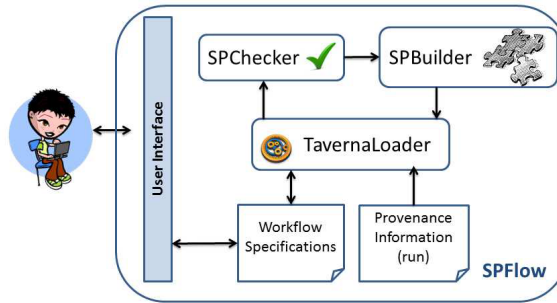 SPChecker
SPBuilder
User Interface
TavernaLoader
Workflow
Specifications
Provenance
Information
(run)
SPFlow